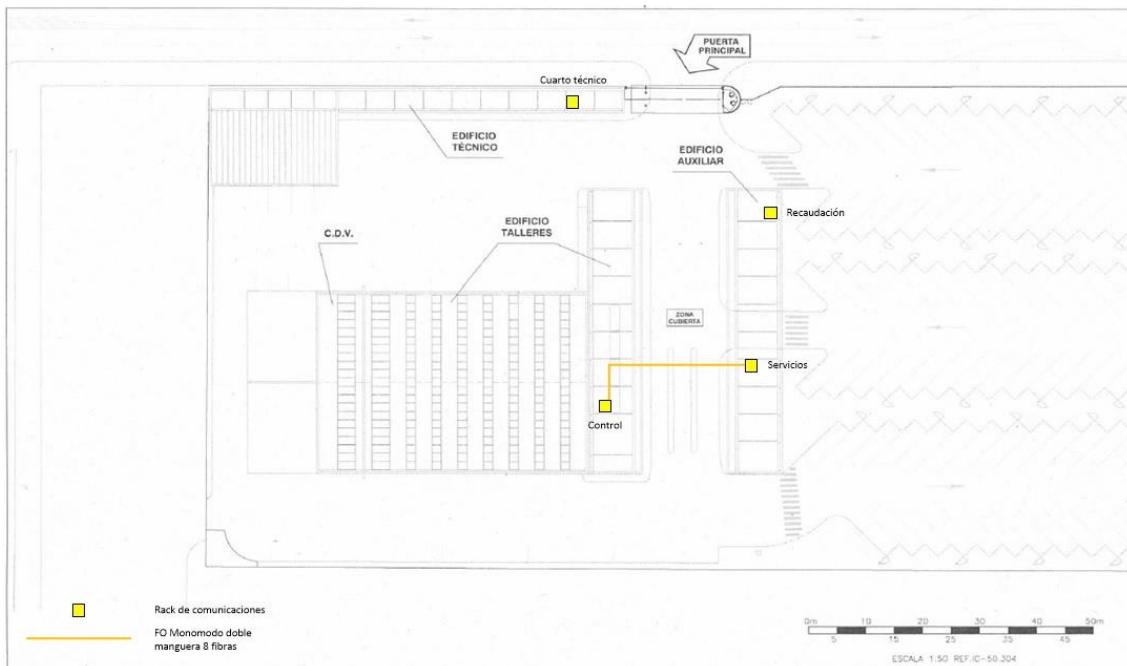 PUERTA
PRINCIPAL
Cuarto técnico
EDIFICIO
TÉCNICO
EDIFICIO
AUXILIAR
Recaudación
EDIFICIO
TALLERES
C.D.V.
ZONA
CUBIERTA
Servicios
Control
Rack de comunicaciones
FO Monomodo doble
manguera 8 fibras
0m 10 20 30 40 50m
5 15 25 35 45
ESCALA 1:50 REF.IC-50.304